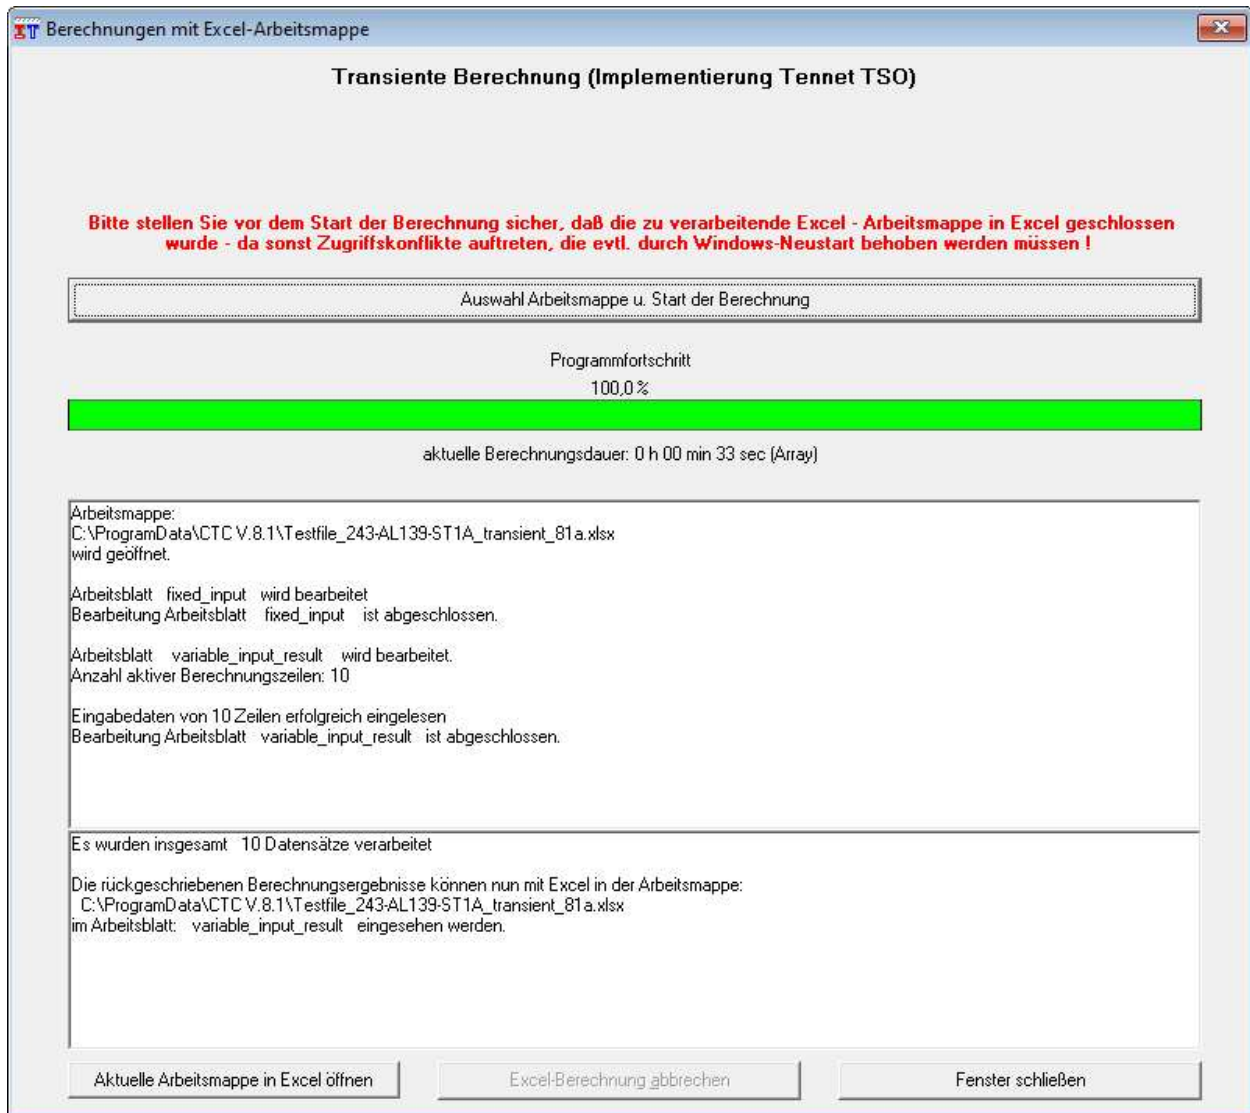 Berechnungen mit Excel-Arbeitsmappe
Transiente Berechnung (Implementierung Tennet TSO)
Bitte stellen Sie vor dem Start der Berechnung sicher, daß die zu verarbeitende Excel - Arbeitsmappe in Excel geschlossen
wurde - da sonst Zugriffskonflikte auftreten, die evtl. durch Windows-Neustart behoben werden müssen !
Auswahl Arbeitsmappe u. Start der Berechnung
Programmfortschritt
100,0 %
aktuelle Berechnungsdauer: 0 h 00 min 33 sec (Array)
Arbeitsmappe:
C:\ProgramData\CTC V.8.1\Testfile_243-AL139-ST1A_transient_81a.xlsx
wird geöffnet.
Arbeitsblatt fixed_input wird bearbeitet
Bearbeitung Arbeitsblatt fixed_input ist abgeschlossen.
Arbeitsblatt variable_input_result wird bearbeitet.
Anzahl aktiver Berechnungszeilen: 10
Eingabedaten von 10 Zeilen erfolgreich eingelesen
Bearbeitung Arbeitsblatt variable_input_result ist abgeschlossen.
Es wurden insgesamt 10 Datensätze verarbeitet
Die rückgeschriebenen Berechnungsergebnisse können nun mit Excel in der Arbeitsmappe:
C:\ProgramData\CTC V.8.1\Testfile_243-AL139-ST1A_transient_81a.xlsx
im Arbeitsblatt: variable_input_result eingesehen werden.
Aktuelle Arbeitsmappe in Excel öffnen
Excel-Berechnung abbrechen
Fenster schließen